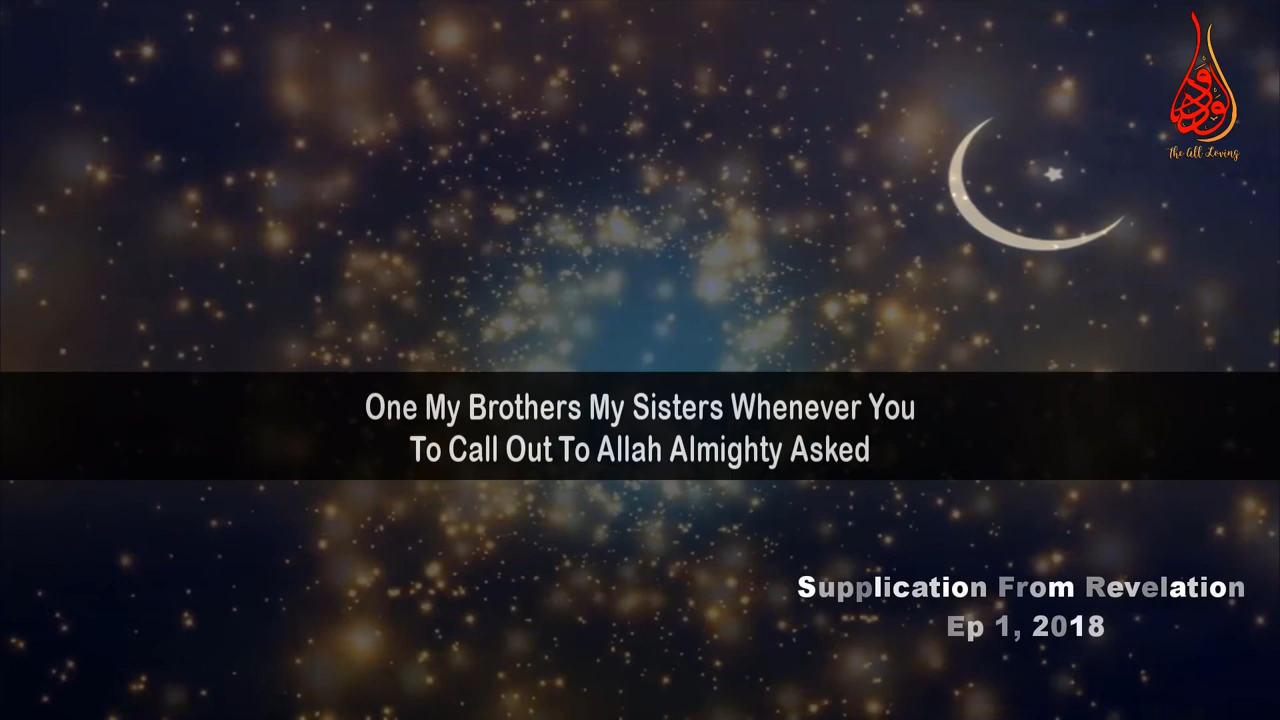 الودود
The All Loving
One My Brothers My Sisters Whenever You
To Call Out To Allah Almighty Asked
Supplication From Revelation
Ep 1, 2018